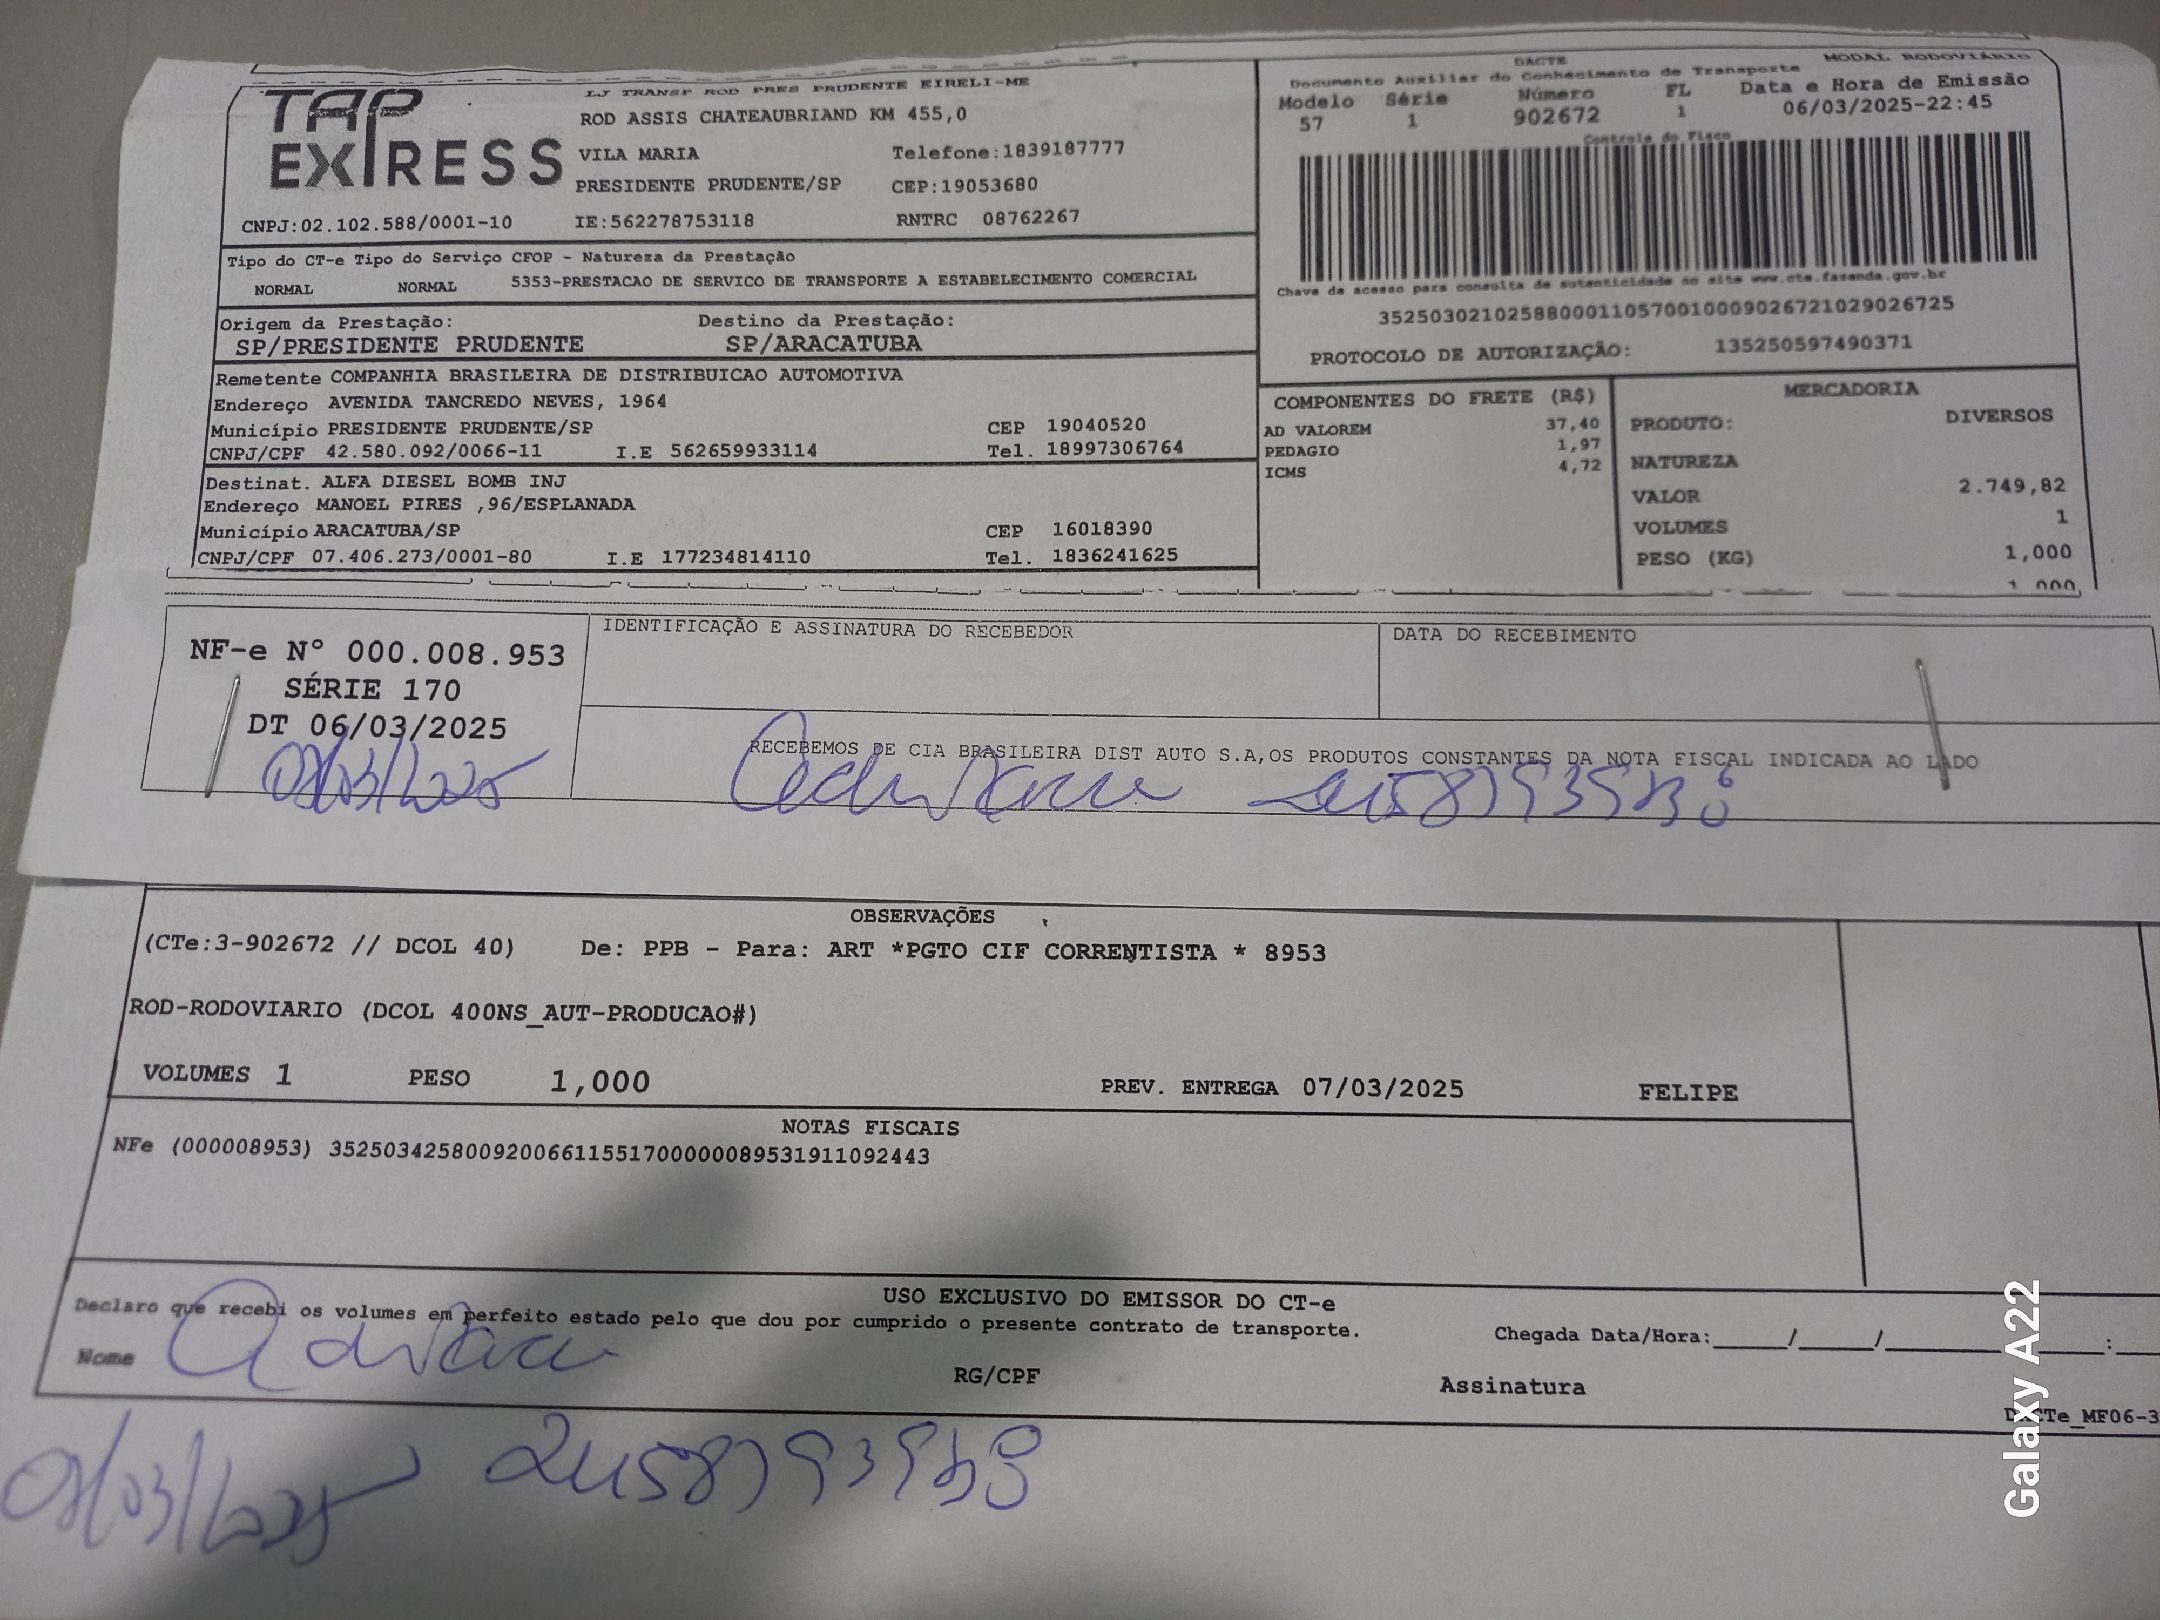 TAP EXPRESS
LJ TRANSP ROD PRES PRUDENTE EIRELI-ME
ROD ASSIS CHATEAUBRIAND KM 455,0
VILA MARIA Telefone:1839187777
PRESIDENTE PRUDENTE/SP CEP:19053680
CNPJ:02.102.588/0001-10 IE:562278753118 RNTRC 08762267
DACTE MODAL RODOVIÁRIO
Documento Auxiliar do Conhecimento de Transporte
Modelo Série Número FL Data e Hora de Emissão
57 1 902672 1 06/03/2025-22:45
Controle do Fisco
Chave de acesso para consulta de autenticidade no site www.cte.fazenda.gov.br
35250302102588000110570010009026721029026725
PROTOCOLO DE AUTORIZAÇÃO: 135250597490371
Tipo do CT-e Tipo do Serviço CFOP - Natureza da Prestação
NORMAL NORMAL 5353-PRESTACAO DE SERVICO DE TRANSPORTE A ESTABELECIMENTO COMERCIAL
Origem da Prestação: Destino da Prestação:
SP/PRESIDENTE PRUDENTE SP/ARACATUBA
Remetente COMPANHIA BRASILEIRA DE DISTRIBUICAO AUTOMOTIVA
Endereço AVENIDA TANCREDO NEVES, 1964
Município PRESIDENTE PRUDENTE/SP CEP 19040520
CNPJ/CPF 42.580.092/0066-11 I.E 562659933114 Tel. 18997306764
Destinat. ALFA DIESEL BOMB INJ
Endereço MANOEL PIRES ,96/ESPLANADA
Município ARACATUBA/SP CEP 16018390
CNPJ/CPF 07.406.273/0001-80 I.E 177234814110 Tel. 1836241625
COMPONENTES DO FRETE (R$)
AD VALOREM 37,40
PEDAGIO 1,97
ICMS 4,72
MERCADORIA
PRODUTO: DIVERSOS
NATUREZA
VALOR 2.749,82
VOLUMES 1
PESO (KG) 1,000
1,000
NF-e N° 000.008.953
SÉRIE 170
DT 06/03/2025
IDENTIFICAÇÃO E ASSINATURA DO RECEBEDOR
DATA DO RECEBIMENTO
RECEBEMOS DE CIA BRASILEIRA DIST AUTO S.A,OS PRODUTOS CONSTANTES DA NOTA FISCAL INDICADA AO LADO
OBSERVAÇÕES
(CTe:3-902672 // DCOL 40) De: PPB - Para: ART *PGTO CIF CORRENTISTA * 8953
ROD-RODOVIARIO (DCOL 400NS_AUT-PRODUCAO#)
VOLUMES 1 PESO 1,000 PREV. ENTREGA 07/03/2025 FELIPE
NOTAS FISCAIS
NFe (000008953) 35250342580092006611551700000089531911092443
USO EXCLUSIVO DO EMISSOR DO CT-e
Declaro que recebi os volumes em perfeito estado pelo que dou por cumprido o presente contrato de transporte.
Chegada Data/Hora:_____/_____/_____:__
Nome RG/CPF Assinatura
DACTe_MF06-3
Galaxy A22